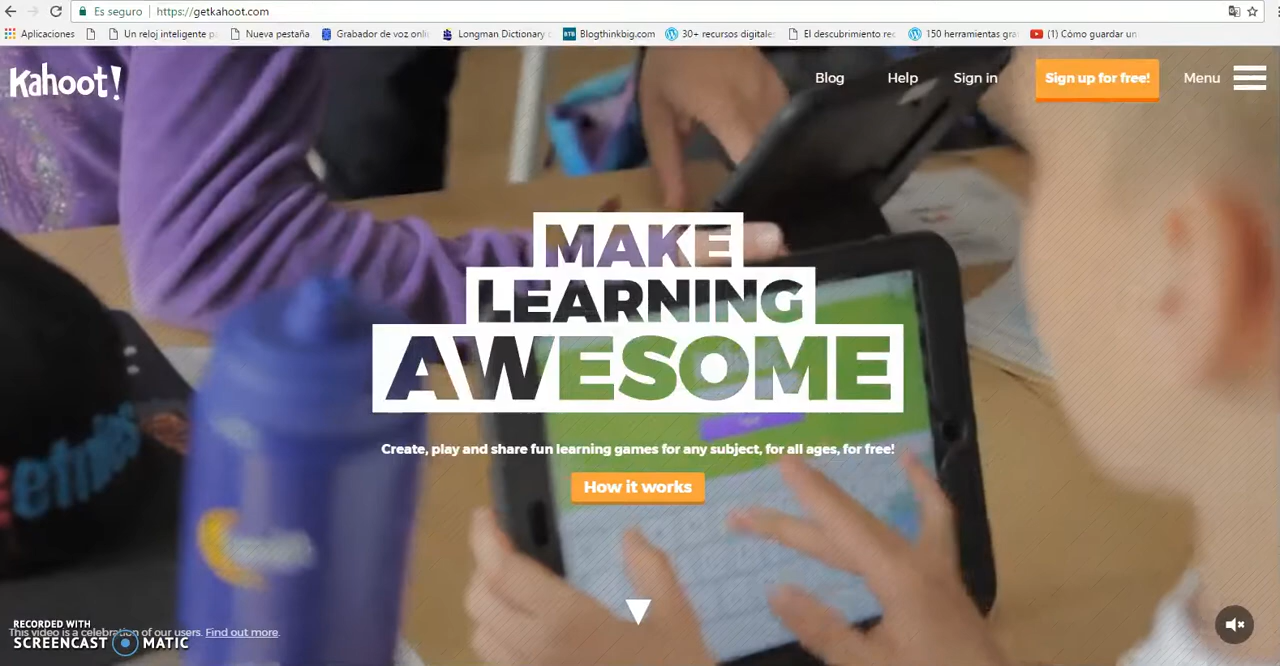 Es seguro
https://getkahoot.com
Aplicaciones
Un reloj inteligente p
Nueva pestaña
Grabador de voz onli
Longman Dictionary c
BTB Blogthinkbig.com
30+ recursos digitales
El descubrimiento rec
150 herramientas gra
(1) Cómo guardar un
Kahoot!
Blog
Help
Sign in
Sign up for free!
Menu
MAKE
LEARNING
AWESOME
Create, play and share fun learning games for any subject, for all ages, for free!
How it works
RECORDED WITH
This video is a celebration of our users. Find out more.
SCREENCAST MATIC